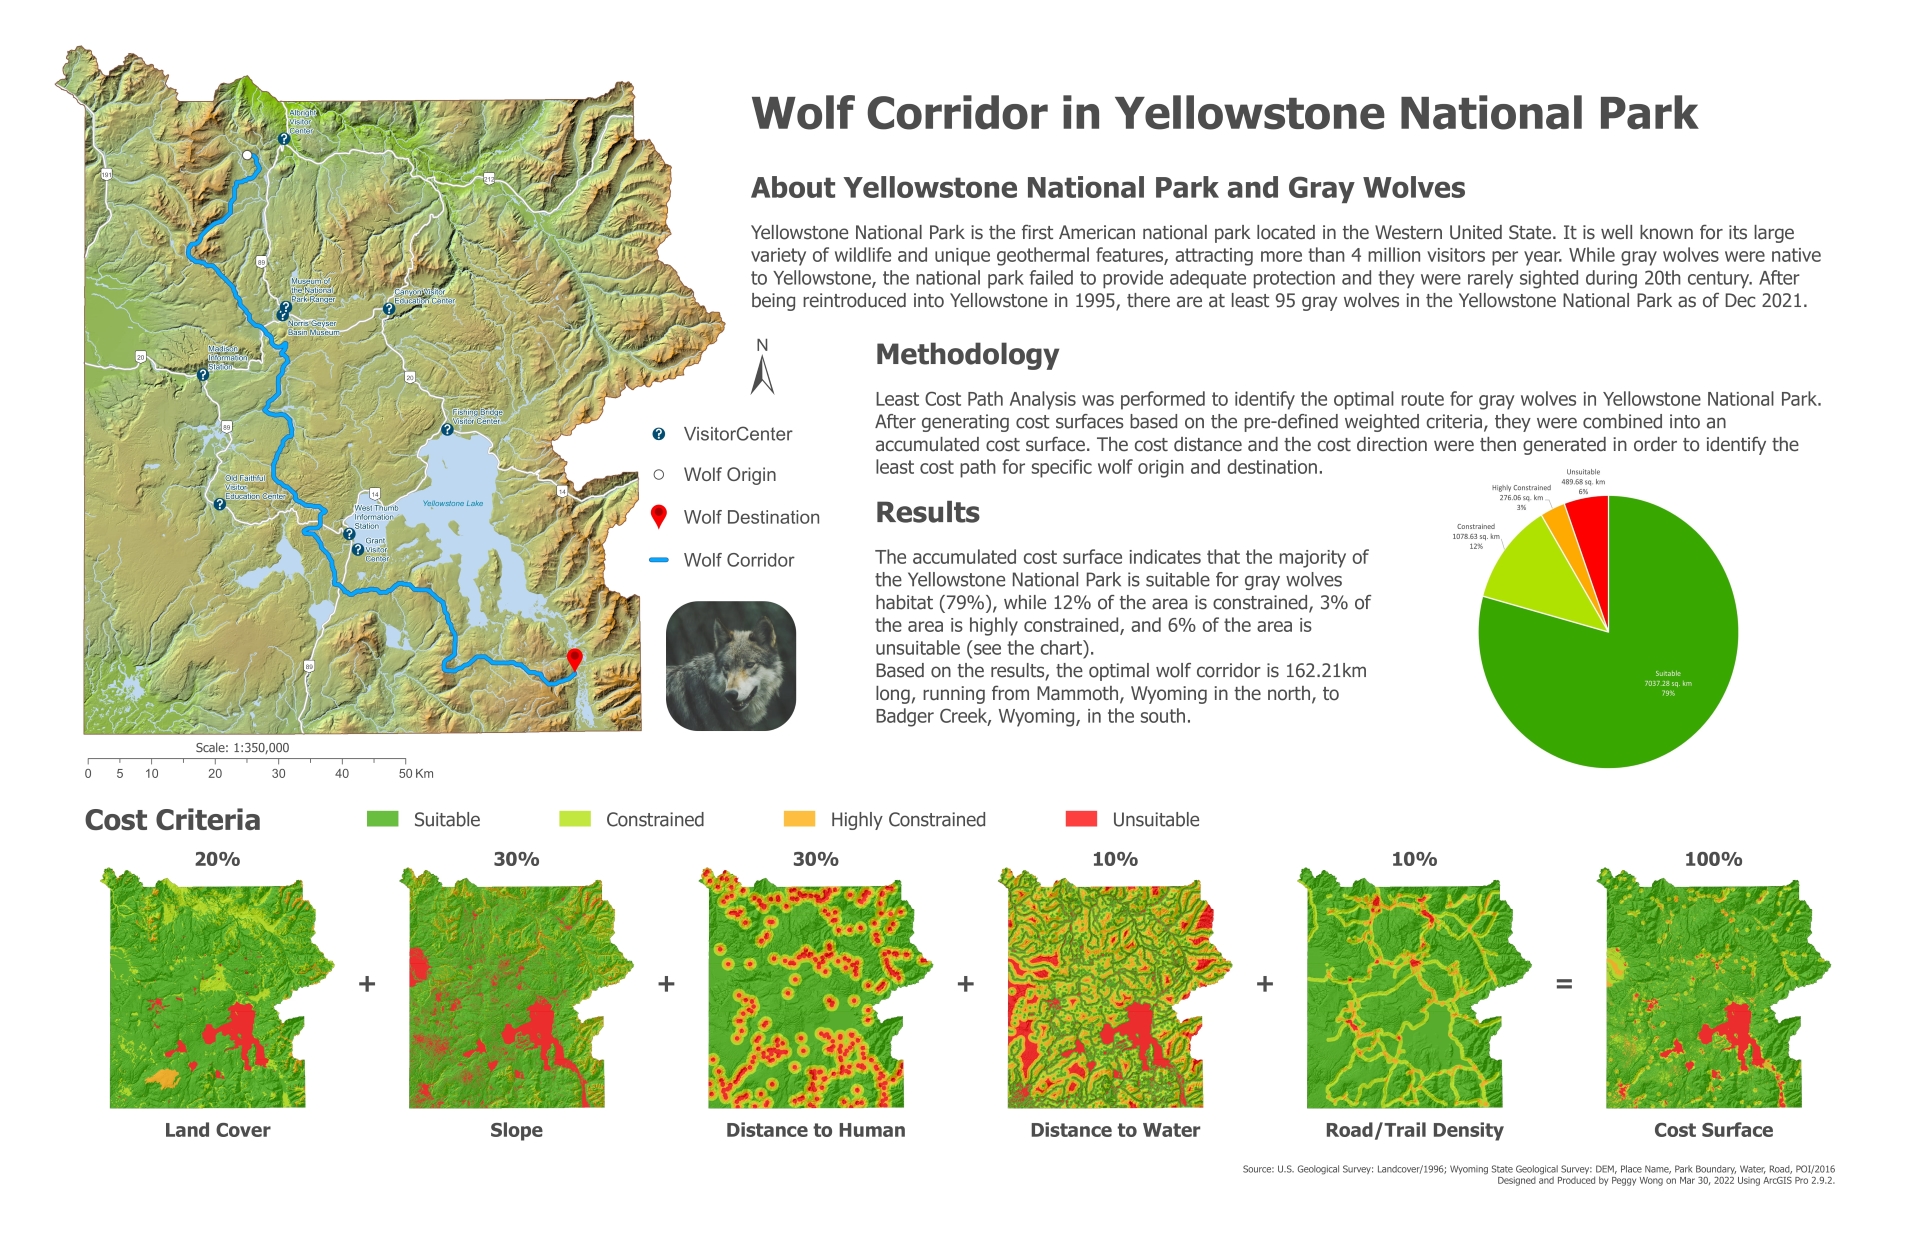 Wolf Corridor in Yellowstone National Park
About Yellowstone National Park and Gray Wolves
Yellowstone National Park is the first American national park located in the Western United State. It is well known for its large
variety of wildlife and unique geothermal features, attracting more than 4 million visitors per year. While gray wolves were native
to Yellowstone, the national park failed to provide adequate protection and they were rarely sighted during 20th century. After
being reintroduced into Yellowstone in 1995, there are at least 95 gray wolves in the Yellowstone National Park as of Dec 2021.
Albright
Visitor
Center
191
212
89
Museum of
the National
Park Ranger
Norris Geyser
Basin Museum
Canyon Visitor
Education Center
Madison
Information
Station
20
20
89
Fishing Bridge
Visitor Center
Old Faithful
Visitor
Education Center
14
14
West Thumb
Information
Station
Grant
Visitor
Center
Yellowstone Lake
89
Scale: 1:350,000
0 5 10 20 30 40 50 Km
N
VisitorCenter
Wolf Origin
Wolf Destination
Wolf Corridor
Methodology
Least Cost Path Analysis was performed to identify the optimal route for gray wolves in Yellowstone National Park.
After generating cost surfaces based on the pre-defined weighted criteria, they were combined into an
accumulated cost surface. The cost distance and the cost direction were then generated in order to identify the
least cost path for specific wolf origin and destination.
Results
The accumulated cost surface indicates that the majority of
the Yellowstone National Park is suitable for gray wolves
habitat (79%), while 12% of the area is constrained, 3% of
the area is highly constrained, and 6% of the area is
unsuitable (see the chart).
Based on the results, the optimal wolf corridor is 162.21km
long, running from Mammoth, Wyoming in the north, to
Badger Creek, Wyoming, in the south.
Unsuitable
489.68 sq. km
6%
Highly Constrained
276.06 sq. km
3%
Constrained
1078.63 sq. km
12%
Suitable
7037.28 sq. km
79%
Cost Criteria
Suitable
Constrained
Highly Constrained
Unsuitable
20% 30% 30% 10% 10% 100%
+ + + + =
Land Cover
Slope
Distance to Human
Distance to Water
Road/Trail Density
Cost Surface
Source: U.S. Geological Survey: Landcover/1996; Wyoming State Geological Survey: DEM, Place Name, Park Boundary, Water, Road, POI/2016
Designed and Produced by Peggy Wong on Mar 30, 2022 Using ArcGIS Pro 2.9.2.